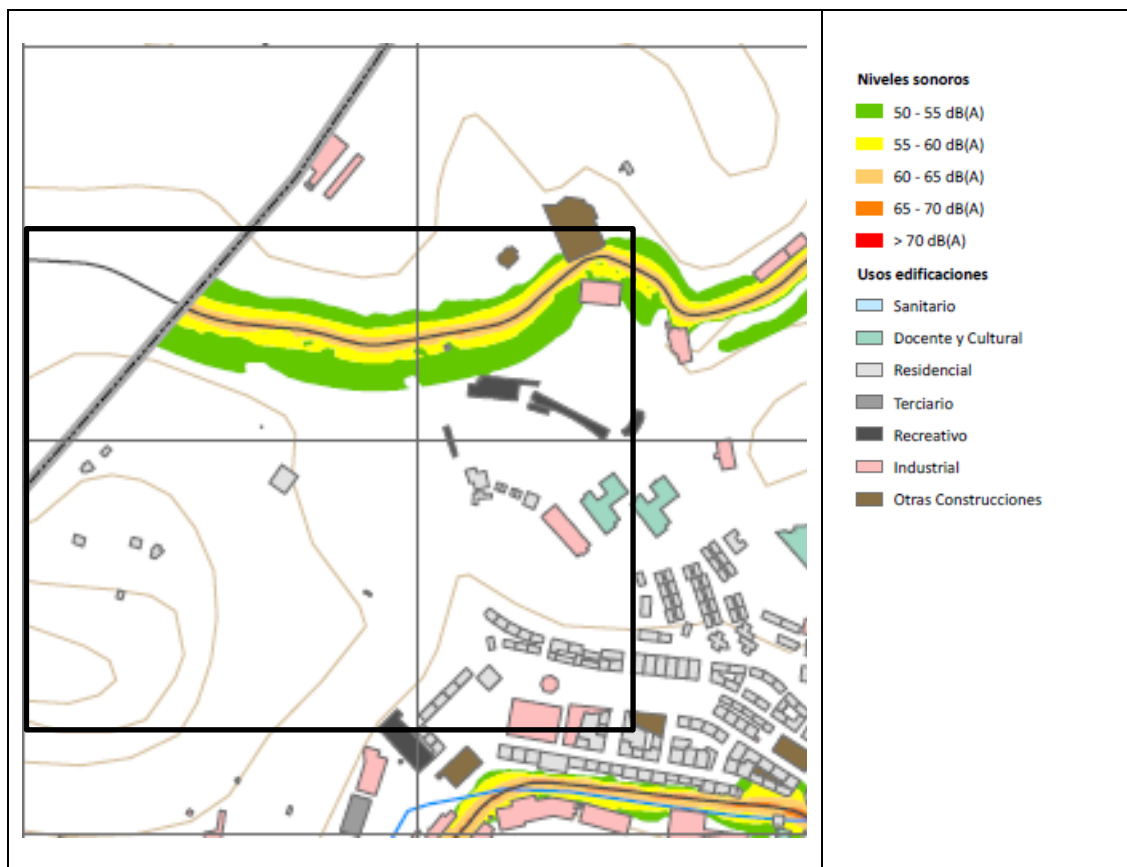 Niveles sonoros
50 - 55 dB(A)
55 - 60 dB(A)
60 - 65 dB(A)
65 - 70 dB(A)
> 70 dB(A)
Usos edificaciones
Sanitario
Docente y Cultural
Residencial
Terciario
Recreativo
Industrial
Otras Construcciones